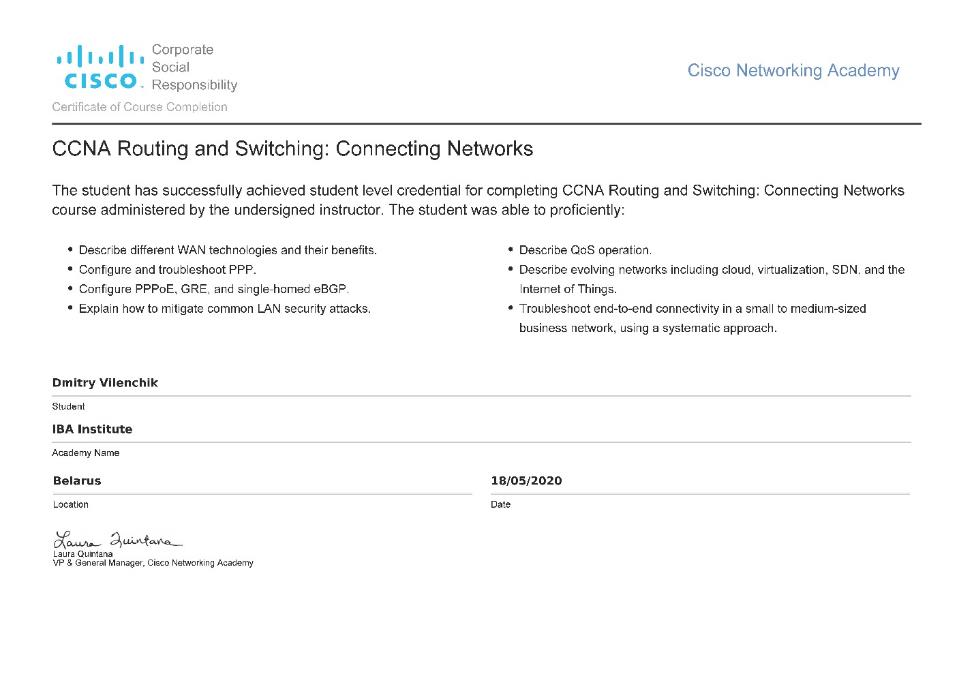 Corporate
Social
Responsibility
CISCO.
Certificate of Course Completion
Cisco Networking Academy
CCNA Routing and Switching: Connecting Networks
The student has successfully achieved student level credential for completing CCNA Routing and Switching: Connecting Networks
course administered by the undersigned instructor. The student was able to proficiently:
• Describe different WAN technologies and their benefits.
• Configure and troubleshoot PPP.
• Configure PPPoE, GRE, and single-homed eBGP.
• Explain how to mitigate common LAN security attacks.
• Describe QoS operation.
• Describe evolving networks including cloud, virtualization, SDN, and the
Internet of Things.
• Troubleshoot end-to-end connectivity in a small to medium-sized
business network, using a systematic approach.
Dmitry Vilenchik
Student
IBA Institute
Academy Name
Belarus
Location
18/05/2020
Date
Laura Quintana
Laura Quintana
VP & General Manager, Cisco Networking Academy